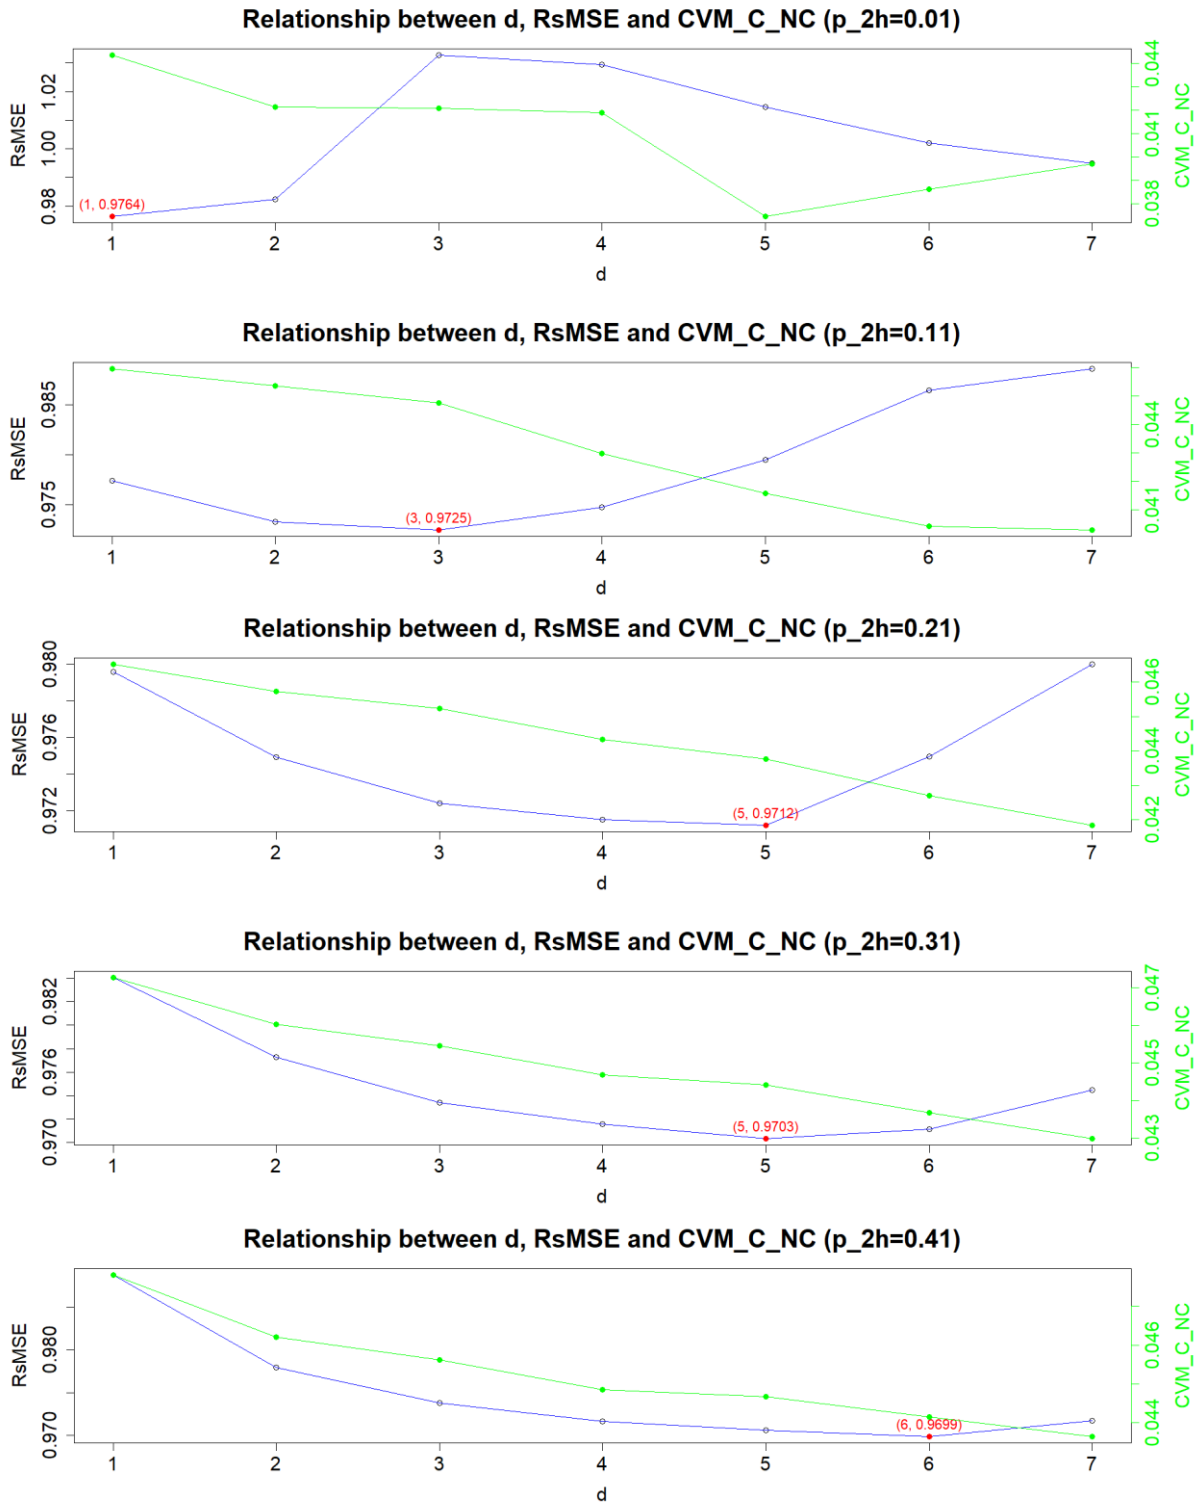 Relationship between d, RsMSE and CVM_C_NC (p_2h=0.01)
RsMSE
0.98 1.00 1.02
(1, 0.9764)
0.038 0.041 0.044
CVM_C_NC
1 2 3 4 5 6 7
d
Relationship between d, RsMSE and CVM_C_NC (p_2h=0.11)
RsMSE
0.975 0.985
(3, 0.9725)
0.041 0.044
CVM_C_NC
1 2 3 4 5 6 7
d
Relationship between d, RsMSE and CVM_C_NC (p_2h=0.21)
RsMSE
0.972 0.976 0.980
(5, 0.9712)
0.042 0.044 0.046
CVM_C_NC
1 2 3 4 5 6 7
d
Relationship between d, RsMSE and CVM_C_NC (p_2h=0.31)
RsMSE
0.970 0.976 0.982
(5, 0.9703)
0.043 0.045 0.047
CVM_C_NC
1 2 3 4 5 6 7
d
Relationship between d, RsMSE and CVM_C_NC (p_2h=0.41)
RsMSE
0.970 0.980
(6, 0.9699)
0.044 0.046
CVM_C_NC
1 2 3 4 5 6 7
d